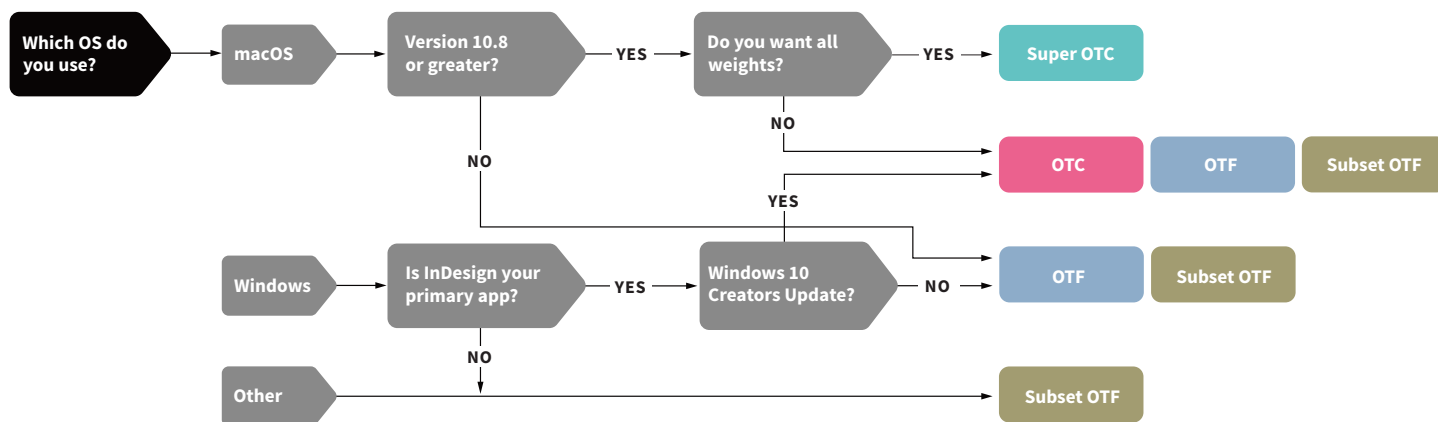 Which OS do
you use?
macOS
Version 10.8
or greater?
YES
Do you want all
weights?
YES
Super OTC
NO
NO
OTC
OTF
Subset OTF
YES
Windows
Is InDesign your
primary app?
YES
Windows 10
Creators Update?
NO
OTF
Subset OTF
NO
Other
Subset OTF